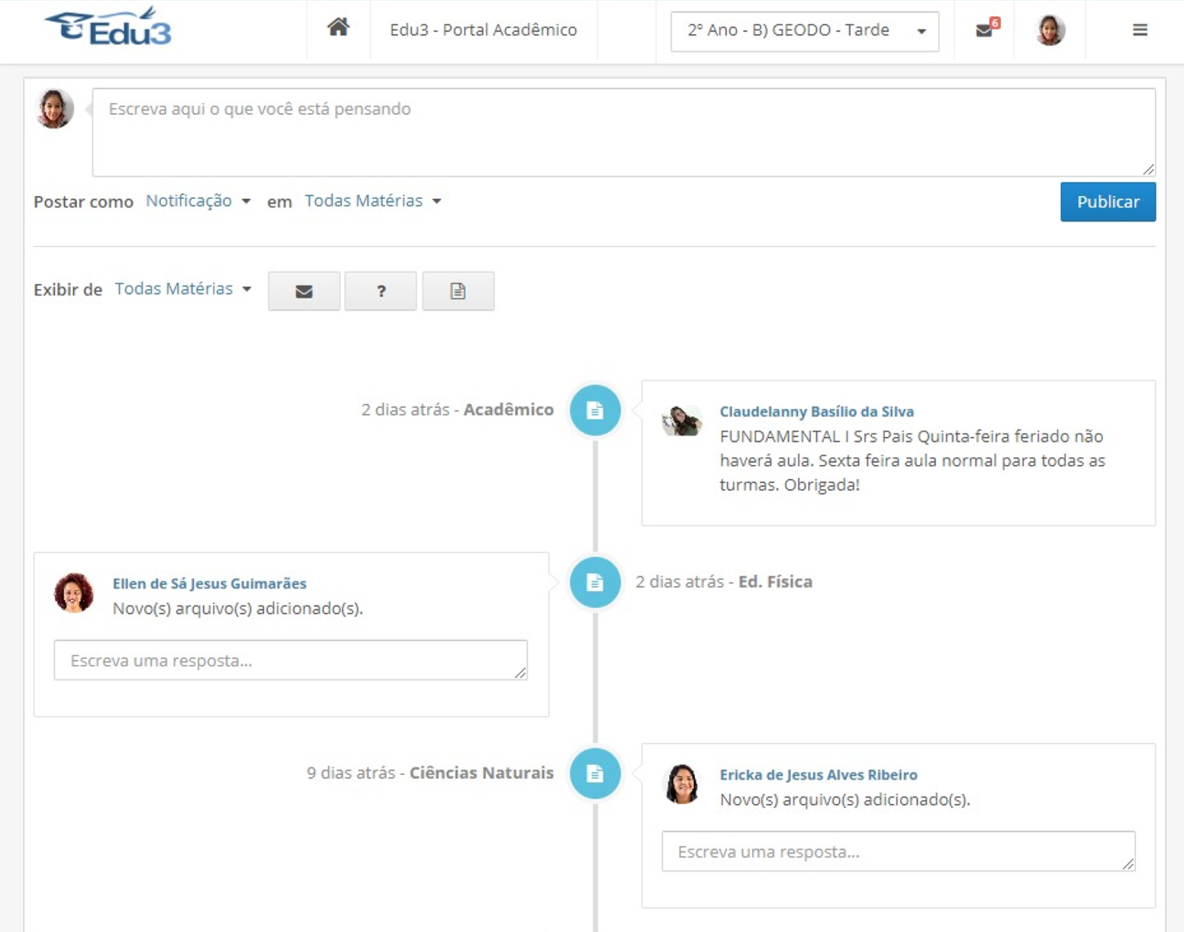 Edu3
Edu3 - Portal Acadêmico
2º Ano - B) GEODO - Tarde
6
Escreva aqui o que você está pensando
Postar como Notificação em Todas Matérias
Publicar
Exibir de Todas Matérias
?
2 dias atrás - Acadêmico
Claudelanny Basílio da Silva
FUNDAMENTAL I Srs Pais Quinta-feira feriado não
haverá aula. Sexta feira aula normal para todas as
turmas. Obrigada!
Ellen de Sá Jesus Guimarães
Novo(s) arquivo(s) adicionado(s).
Escreva uma resposta...
2 dias atrás - Ed. Física
9 dias atrás - Ciências Naturais
Ericka de Jesus Alves Ribeiro
Novo(s) arquivo(s) adicionado(s).
Escreva uma resposta...